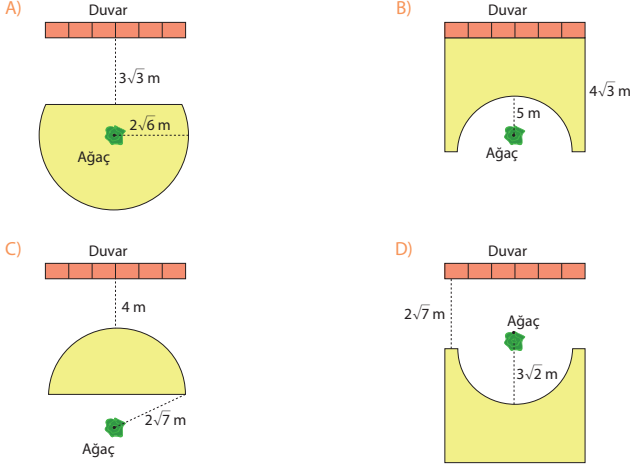 A)
Duvar
3√3 m
2√6 m
Ağaç
B)
Duvar
4√3 m
5 m
Ağaç
C)
Duvar
4 m
2√7 m
Ağaç
D)
Duvar
2√7 m
Ağaç
3√2 m